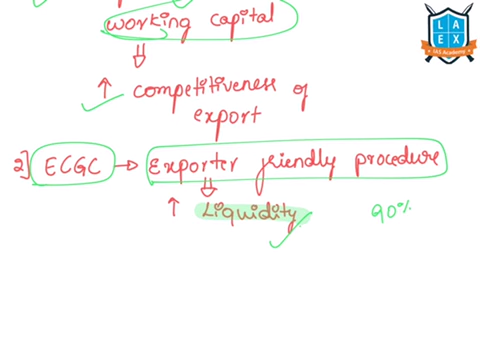 working capital
⇓
↑ competitiveness of
export
2] ECGC → Exporter friendly procedure
⇓
↑ Liquidity
90%
LA
EX
IAS Academy